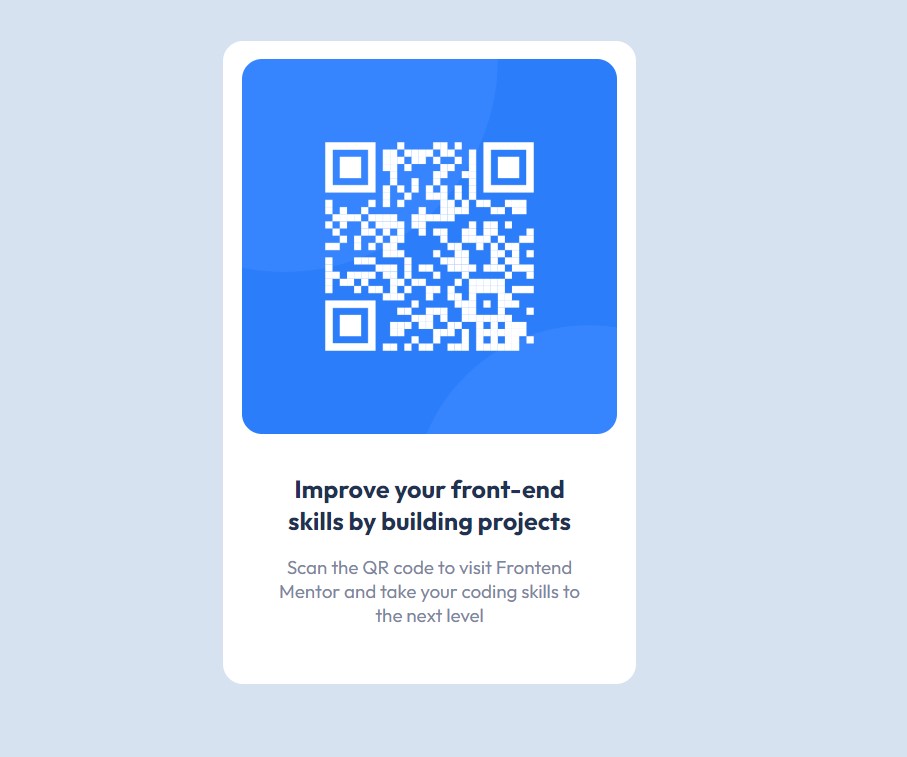 Improve your front-end
skills by building projects
Scan the QR code to visit Frontend
Mentor and take your coding skills to
the next level